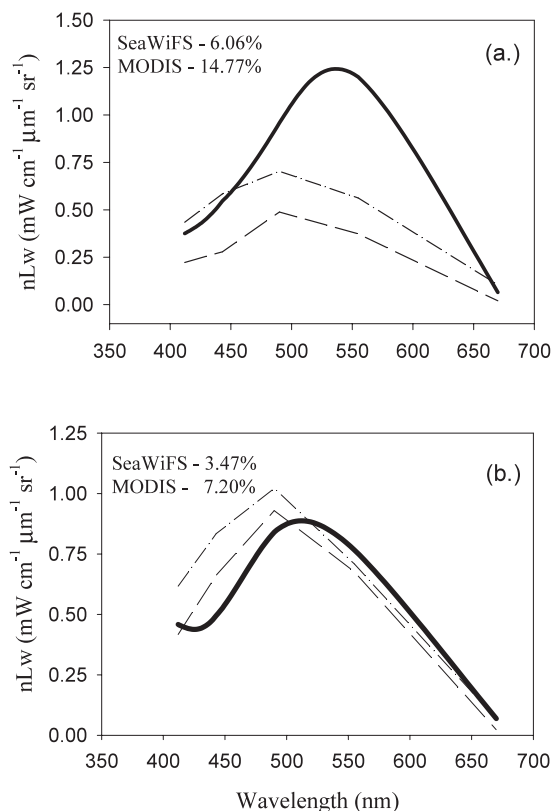 SeaWiFS - 6.06%
MODIS - 14.77%
(a.)
nLw (mW cm⁻¹ µm⁻¹ sr⁻¹)
1.50
1.25
1.00
0.75
0.50
0.25
0.00
350 400 450 500 550 600 650 700
SeaWiFS - 3.47%
MODIS - 7.20%
(b.)
nLw (mW cm⁻¹ µm⁻¹ sr⁻¹)
1.25
1.00
0.75
0.50
0.25
0.00
350 400 450 500 550 600 650 700
Wavelength (nm)